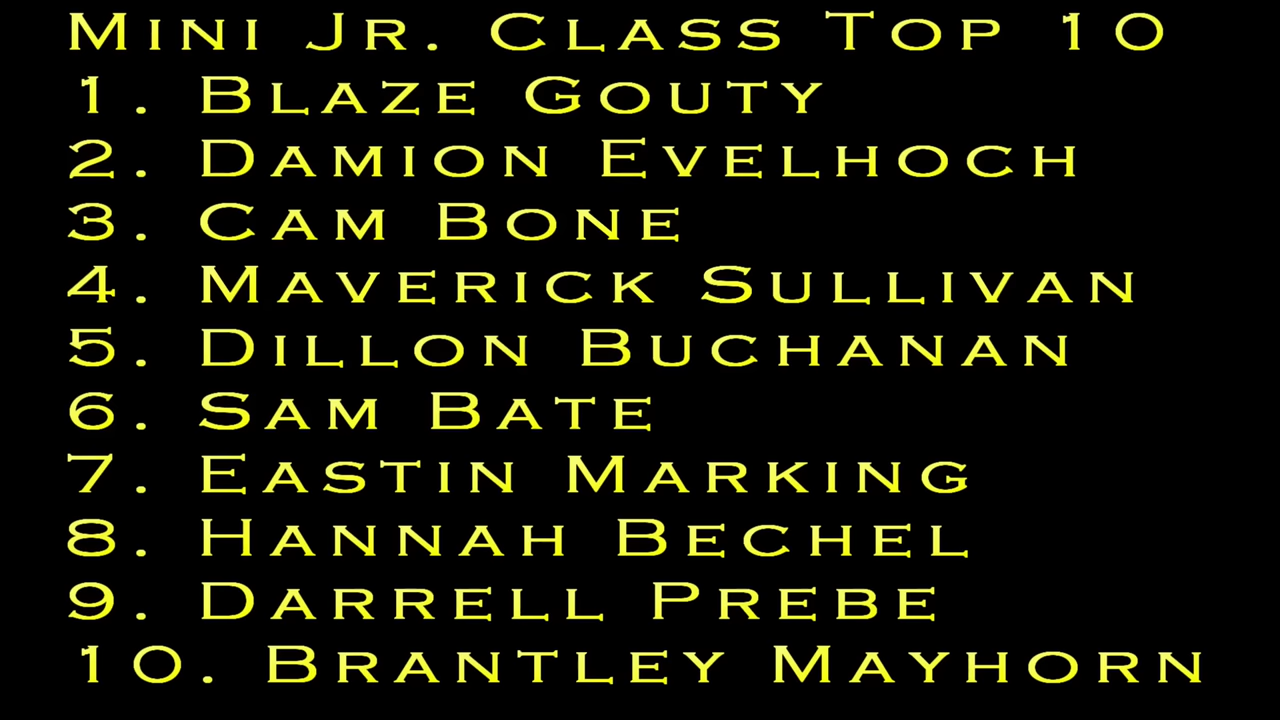 Mini Jr. Class Top 10
1. Blaze Gouty
2. Damion Evelhoch
3. Cam Bone
4. Maverick Sullivan
5. Dillon Buchanan
6. Sam Bate
7. Eastin Marking
8. Hannah Bechel
9. Darrell Prebe
10. Brantley Mayhorn